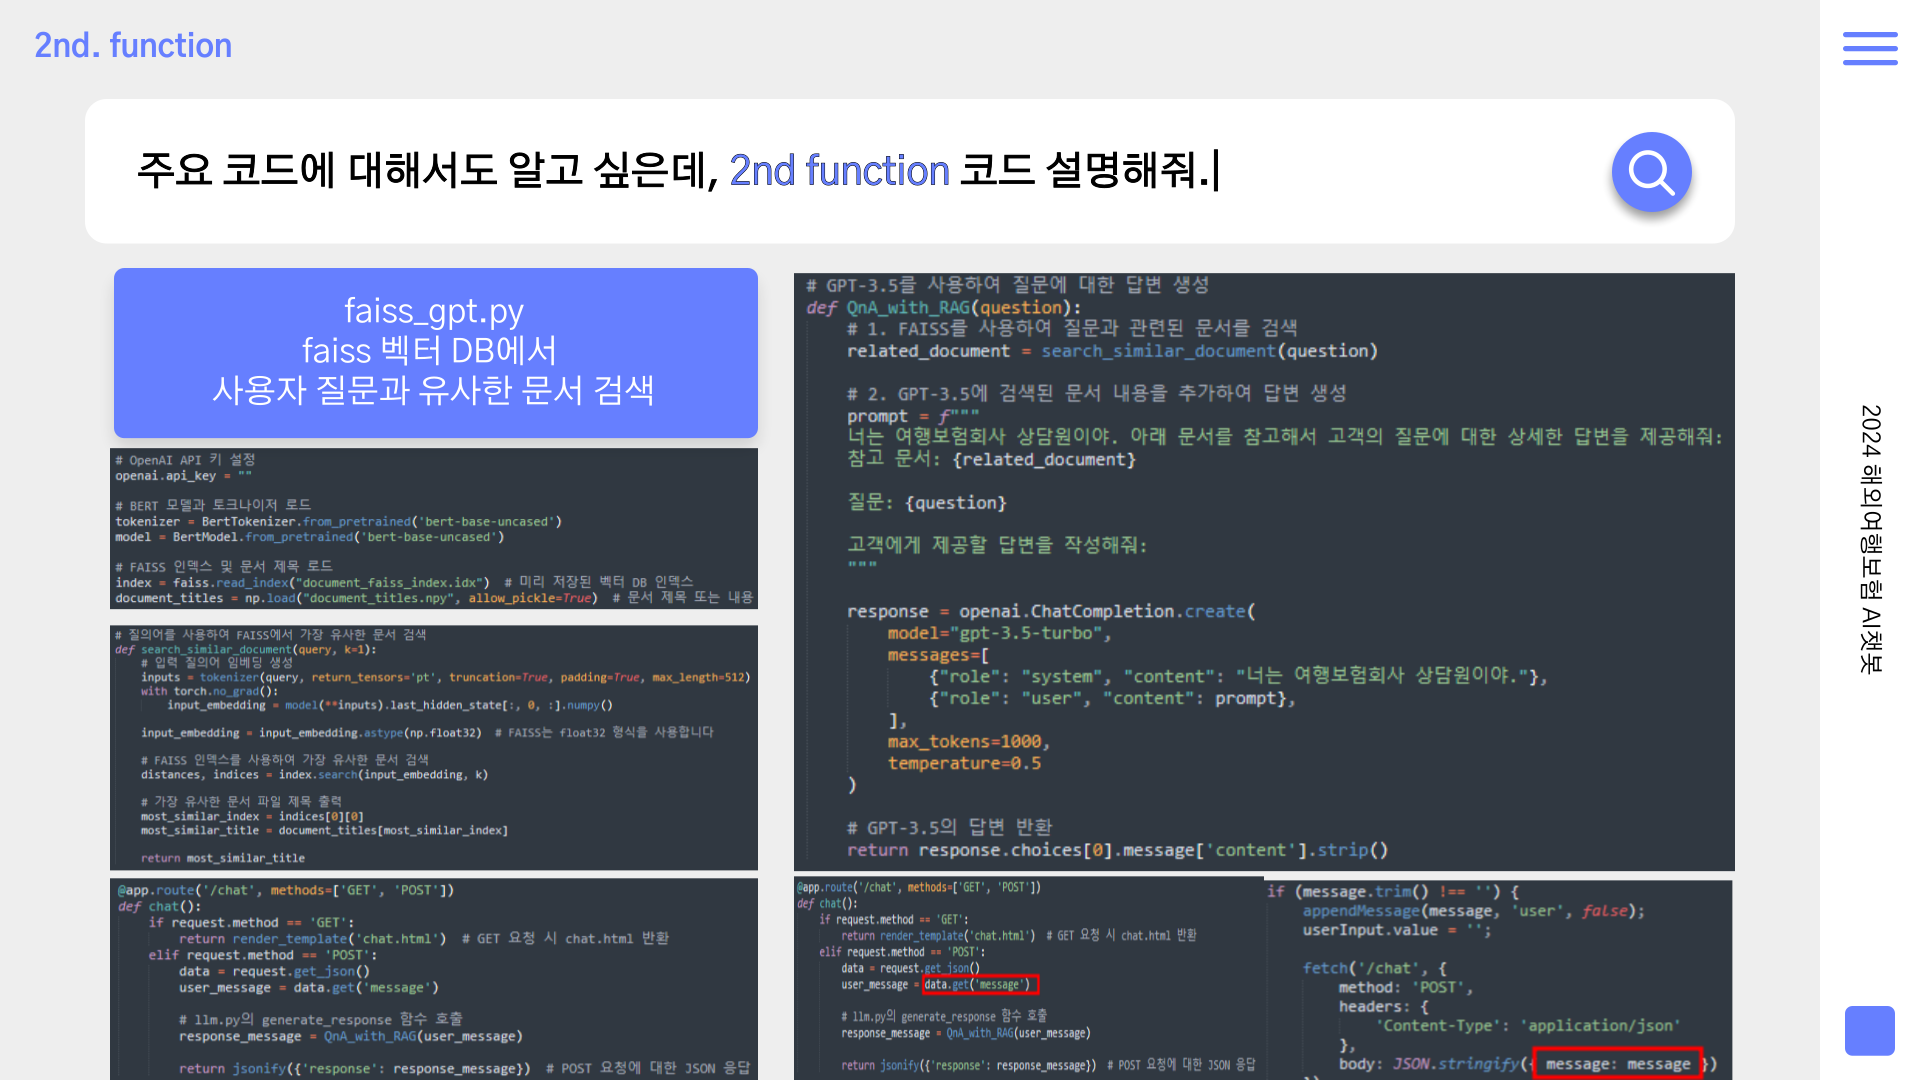 2nd. function
주요 코드에 대해서도 알고 싶은데, 2nd function 코드 설명해줘.
faiss_gpt.py
faiss 벡터 DB에서
사용자 질문과 유사한 문서 검색
# OpenAI API 키 설정
openai.api_key = ""
# BERT 모델과 토크나이저 로드
tokenizer = BertTokenizer.from_pretrained('bert-base-uncased')
model = BertModel.from_pretrained('bert-base-uncased')
# FAISS 인덱스 및 문서 제목 로드
index = faiss.read_index("document_faiss_index.idx")  # 미리 저장된 벡터 DB 인덱스
document_titles = np.load("document_titles.npy", allow_pickle=True)  # 문서 제목 또는 내용
# 질의어를 사용하여 FAISS에서 가장 유사한 문서 검색
def search_similar_document(query, k=1):
# 입력 질의어 임베딩 생성
inputs = tokenizer(query, return_tensors='pt', truncation=True, padding=True, max_length=512)
with torch.no_grad():
input_embedding = model(**inputs).last_hidden_state[:, 0, :].numpy()
input_embedding = input_embedding.astype(np.float32)  # FAISS는 float32 형식을 사용합니다
# FAISS 인덱스를 사용하여 가장 유사한 문서 검색
distances, indices = index.search(input_embedding, k)
# 가장 유사한 문서 파일 제목 출력
most_similar_index = indices[0][0]
most_similar_title = document_titles[most_similar_index]
return most_similar_title
@app.route('/chat', methods=['GET', 'POST'])
def chat():
if request.method == 'GET':
return render_template('chat.html')  # GET 요청 시 chat.html 반환
elif request.method == 'POST':
data = request.get_json()
user_message = data.get('message')
# llm.py의 generate_response 함수 호출
response_message = QnA_with_RAG(user_message)
return jsonify({'response': response_message})  # POST 요청에 대한 JSON 응답
# GPT-3.5를 사용하여 질문에 대한 답변 생성
def QnA_with_RAG(question):
# 1. FAISS를 사용하여 질문과 관련된 문서를 검색
related_document = search_similar_document(question)
# 2. GPT-3.5에 검색된 문서 내용을 추가하여 답변 생성
prompt = f"""
너는 여행보험회사 상담원이야. 아래 문서를 참고해서 고객의 질문에 대한 상세한 답변을 제공해줘:
참고 문서: {related_document}
질문: {question}
고객에게 제공할 답변을 작성해줘:
"""
response = openai.ChatCompletion.create(
model="gpt-3.5-turbo",
messages=[
{"role": "system", "content": "너는 여행보험회사 상담원이야."},
{"role": "user", "content": prompt},
],
max_tokens=1000,
temperature=0.5
)
# GPT-3.5의 답변 반환
return response.choices[0].message['content'].strip()
@app.route('/chat', methods=['GET', 'POST'])
def chat():
if request.method == 'GET':
return render_template('chat.html')  # GET 요청 시 chat.html 반환
elif request.method == 'POST':
data = request.get_json()
user_message = data.get('message')
# llm.py의 generate_response 함수 호출
response_message = QnA_with_RAG(user_message)
return jsonify({'response': response_message})  # POST 요청에 대한 JSON 응답
if (message.trim() !== '') {
appendMessage(message, 'user', false);
userInput.value = '';
fetch('/chat', {
method: 'POST',
headers: {
'Content-Type': 'application/json'
},
body: JSON.stringify({ message: message })
2024 해외여행보험 AI챗봇